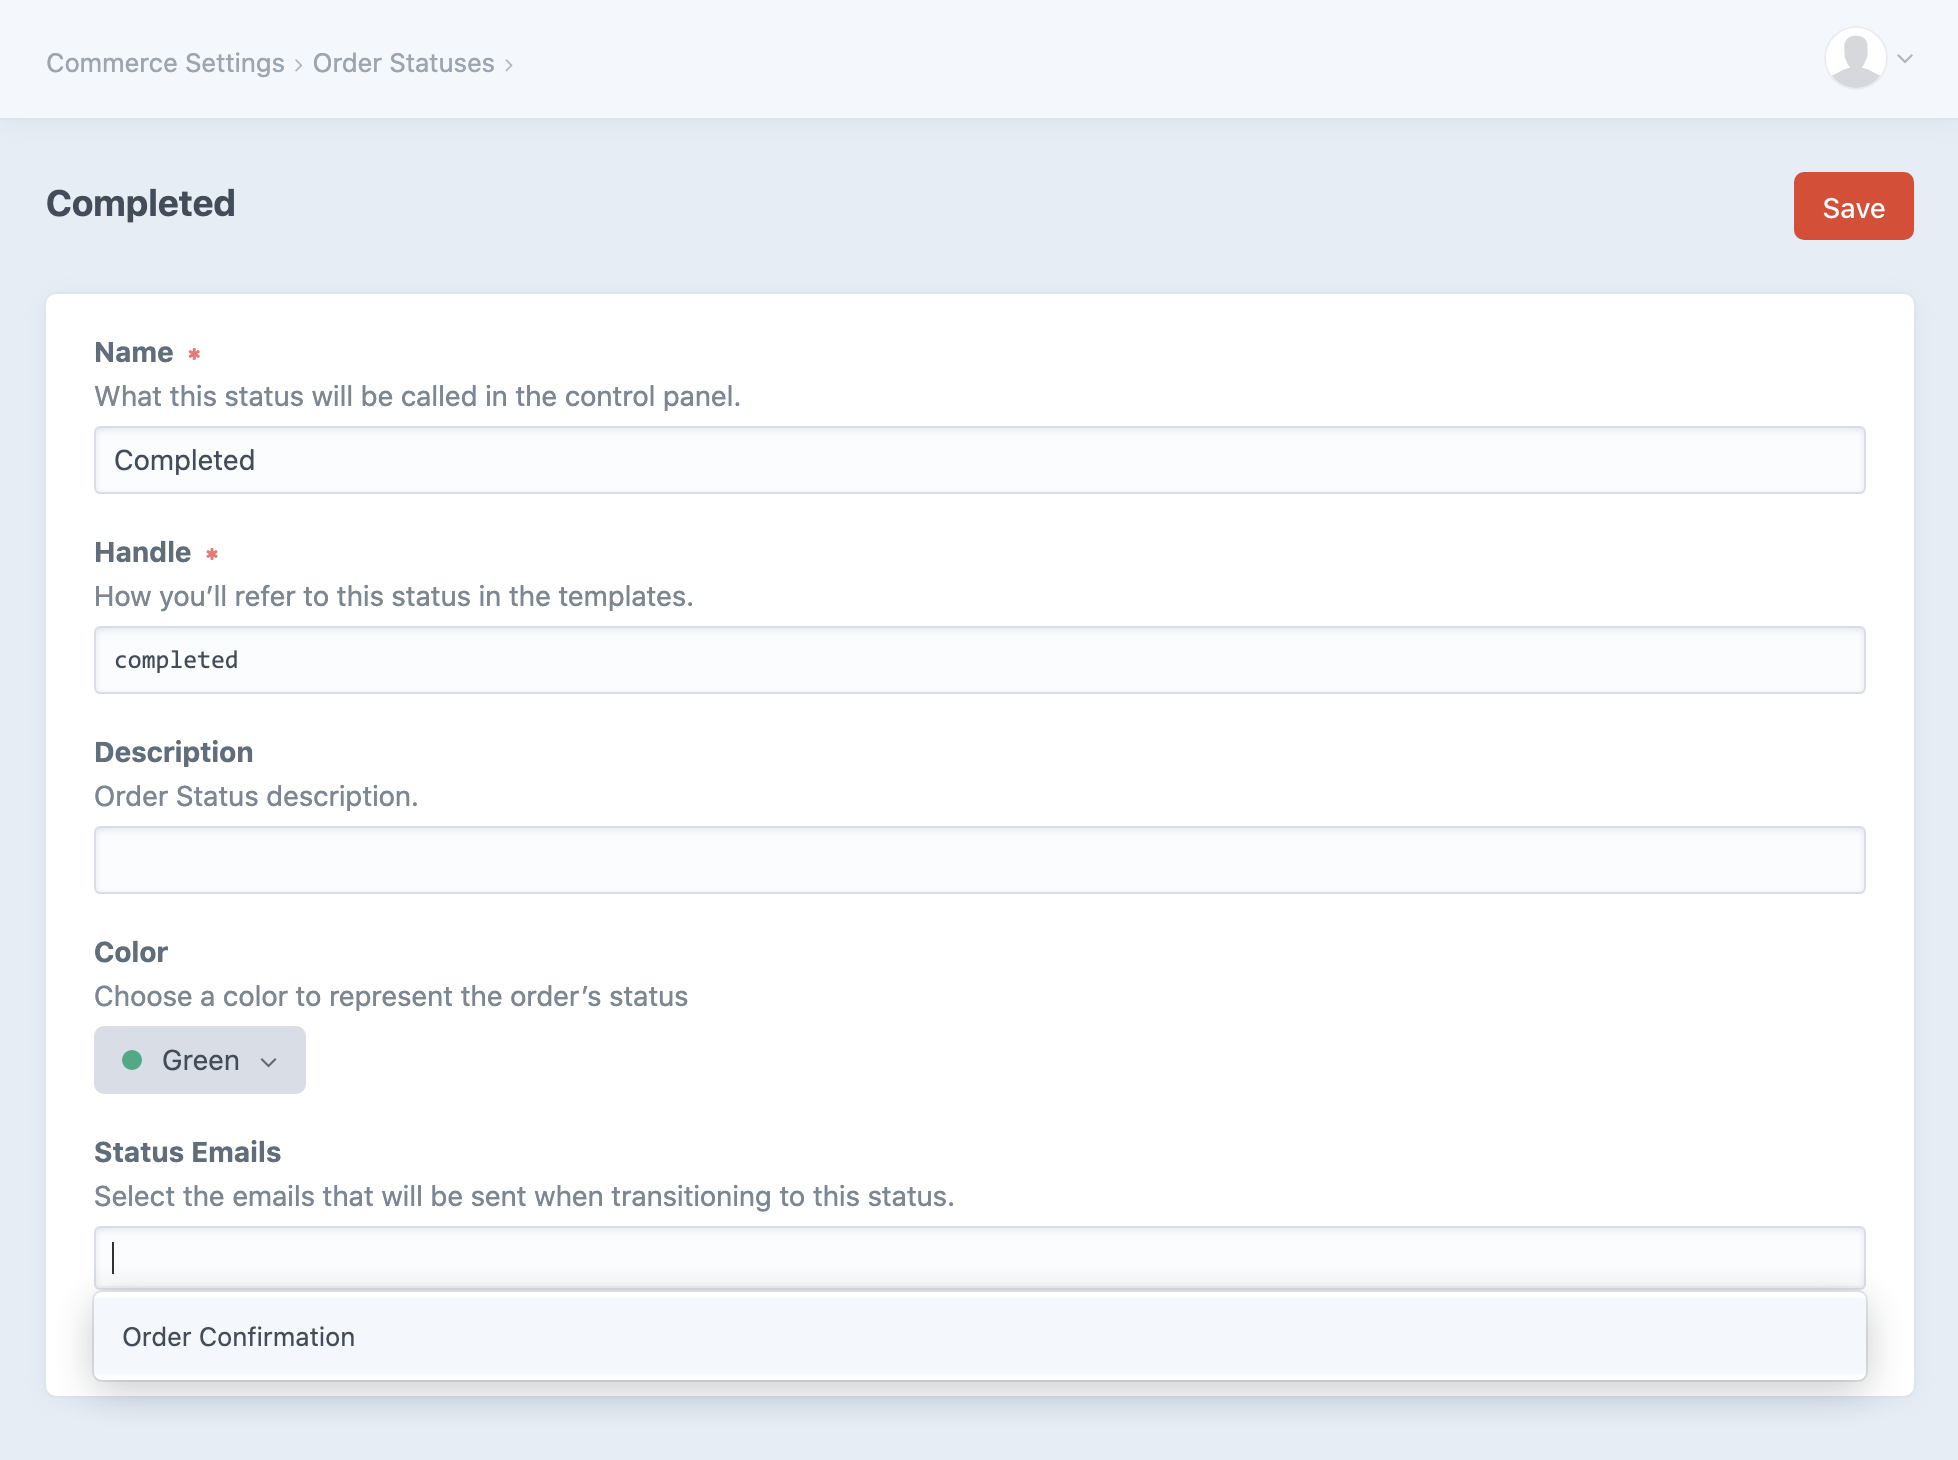 Commerce Settings › Order Statuses ›
Completed
Save
Name *
What this status will be called in the control panel.
Completed
Handle *
How you’ll refer to this status in the templates.
completed
Description
Order Status description.
Color
Choose a color to represent the order’s status
Green
Status Emails
Select the emails that will be sent when transitioning to this status.
Order Confirmation